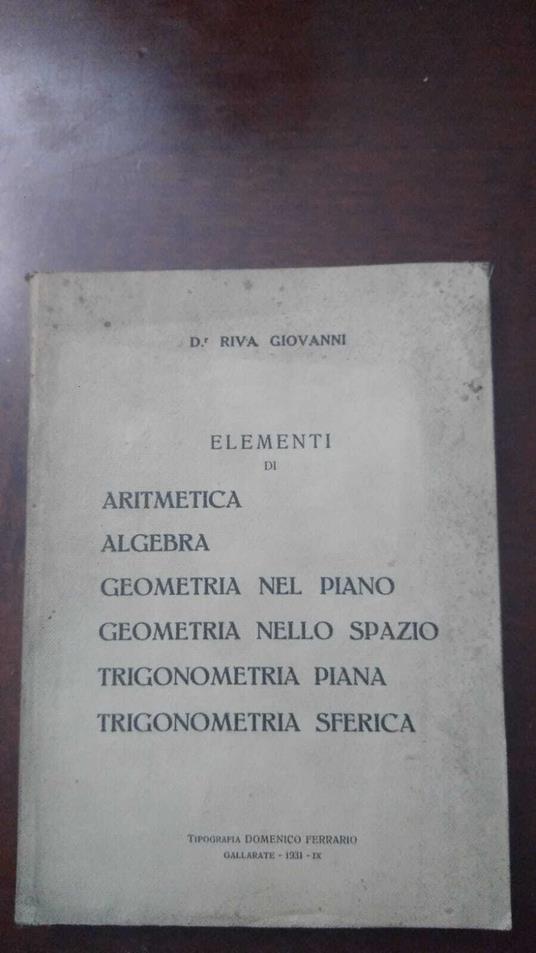 D.r RIVA GIOVANNI
ELEMENTI
DI
ARITMETICA
ALGEBRA
GEOMETRIA NEL PIANO
GEOMETRIA NELLO SPAZIO
TRIGONOMETRIA PIANA
TRIGONOMETRIA SFERICA
TIPOGRAFIA DOMENICO FERRARIO
GALLARATE - 1931 - IX